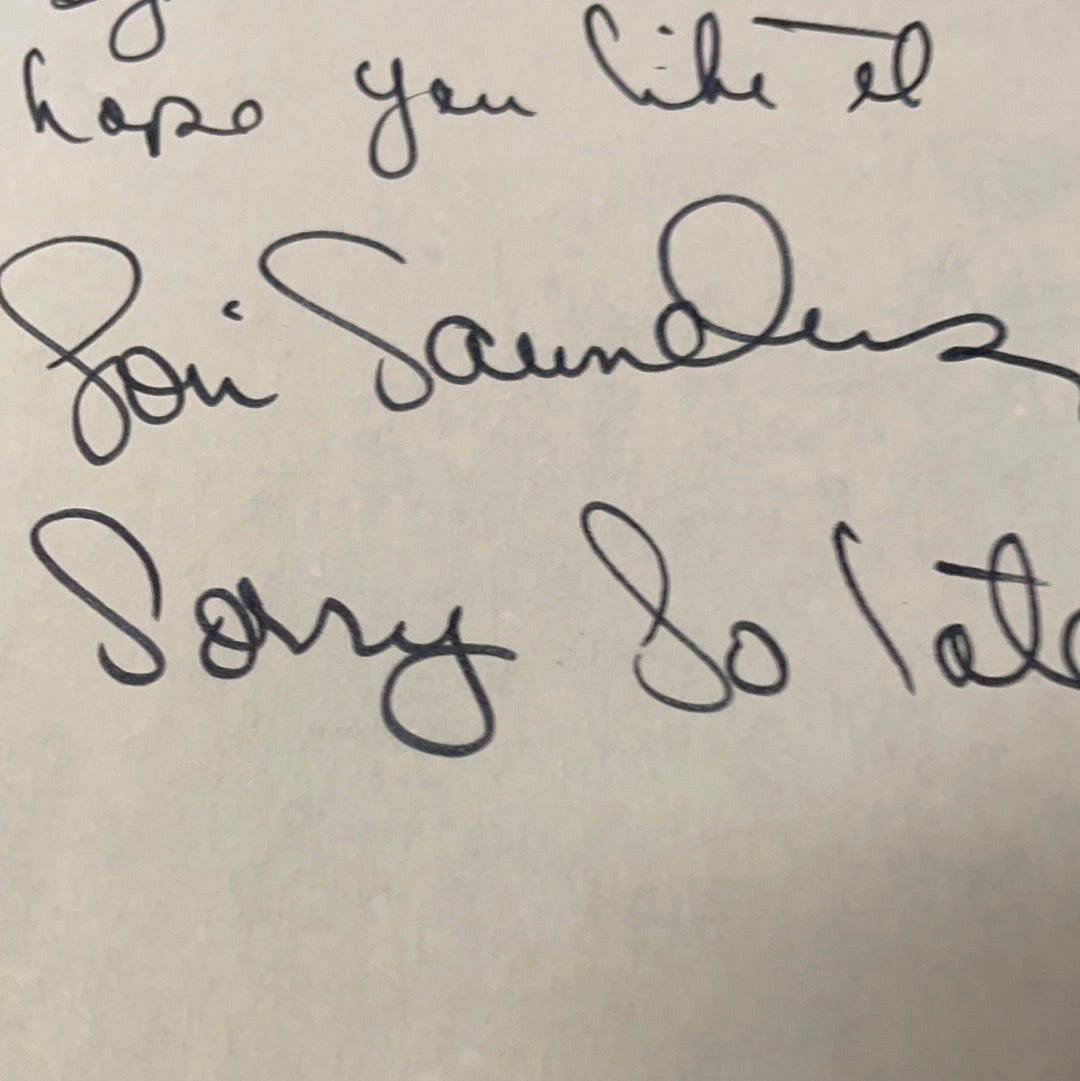 hope you like it
Lori Saunders
Sorry So late